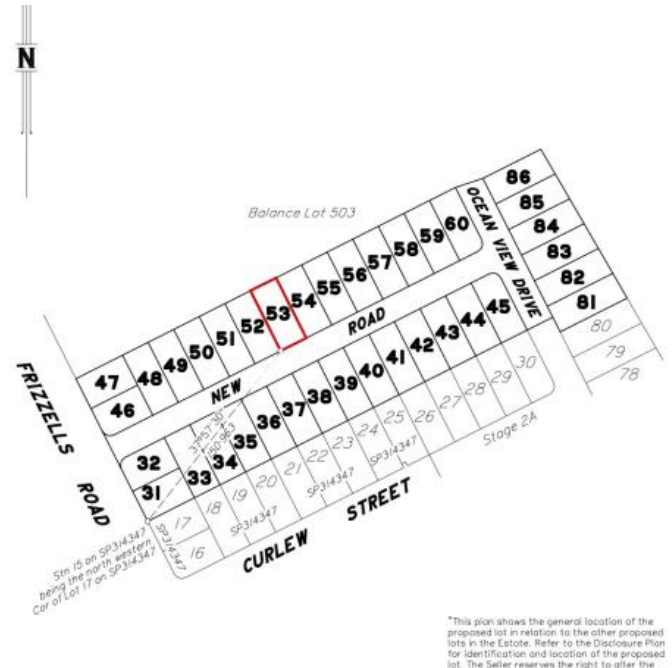 N
Balance Lot 503
86
85
84
83
82
81
80
79
78
OCEAN VIEW DRIVE
47
46
48
49
50
51
52
53
54
55
56
57
58
59
60
NEW ROAD
FRIZZELLS ROAD
32
31
33
34
35
36
37
38
39
40
41
42
43
44
45
37°57'30"
150·963
17
16
18
19
20
21
22
23
24
25
26
27
28
29
30
SP314347
SP314347
SP314347
SP314347
Stage 2A
CURLEW STREET
Stn 15 on SP314347
being the north western
Cor of Lot 17 on SP314347
*This plan shows the general location of the
proposed lot in relation to the other proposed
lots in the Estate. Refer to the Disclosure Plan
for identification and location of the proposed
lot. The Seller reserves the right to alter the